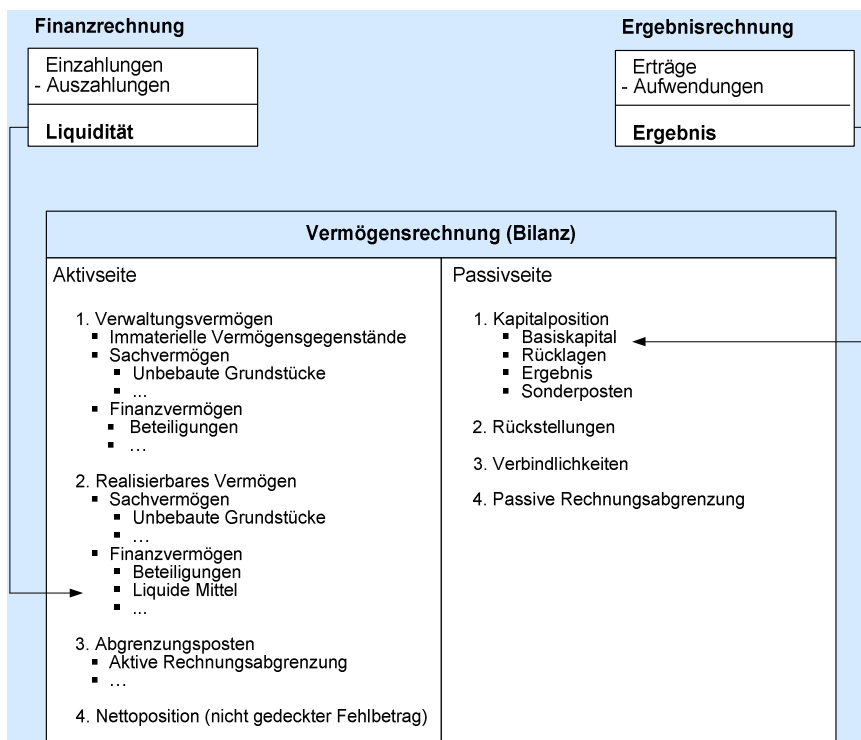 Finanzrechnung
Einzahlungen
- Auszahlungen
Liquidität
Ergebnisrechnung
Erträge
- Aufwendungen
Ergebnis
Vermögensrechnung (Bilanz)
Aktivseite
1. Verwaltungsvermögen
▪ Immaterielle Vermögensgegenstände
▪ Sachvermögen
▪ Unbebaute Grundstücke
▪ ...
▪ Finanzvermögen
▪ Beteiligungen
▪ …
2. Realisierbares Vermögen
▪ Sachvermögen
▪ Unbebaute Grundstücke
▪ …
▪ Finanzvermögen
▪ Beteiligungen
▪ Liquide Mittel
▪ ...
3. Abgrenzungsposten
▪ Aktive Rechnungsabgrenzung
▪ …
4. Nettoposition (nicht gedeckter Fehlbetrag)
Passivseite
1. Kapitalposition
▪ Basiskapital
▪ Rücklagen
▪ Ergebnis
▪ Sonderposten
2. Rückstellungen
3. Verbindlichkeiten
4. Passive Rechnungsabgrenzung